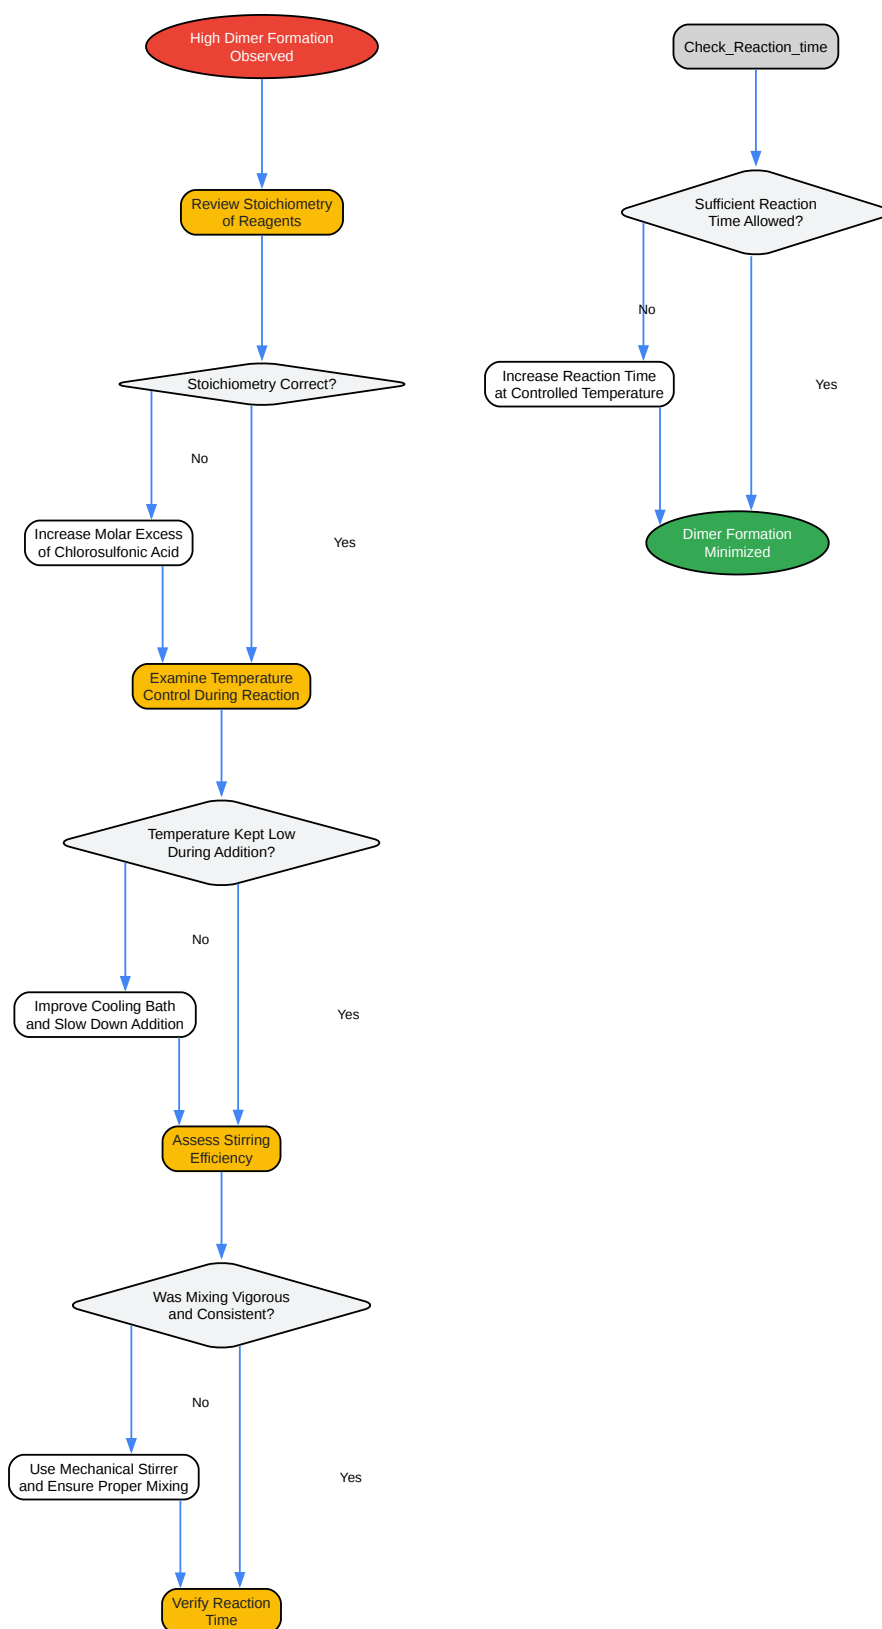 High Dimer Formation
Observed
Review Stoichiometry
of Reagents
Stoichiometry Correct?
No
Yes
Increase Molar Excess
of Chlorosulfonic Acid
Examine Temperature
Control During Reaction
Temperature Kept Low
During Addition?
No
Yes
Improve Cooling Bath
and Slow Down Addition
Assess Stirring
Efficiency
Was Mixing Vigorous
and Consistent?
No
Yes
Use Mechanical Stirrer
and Ensure Proper Mixing
Verify Reaction
Time
Check_Reaction_time
Sufficient Reaction
Time Allowed?
No
Yes
Increase Reaction Time
at Controlled Temperature
Dimer Formation
Minimized